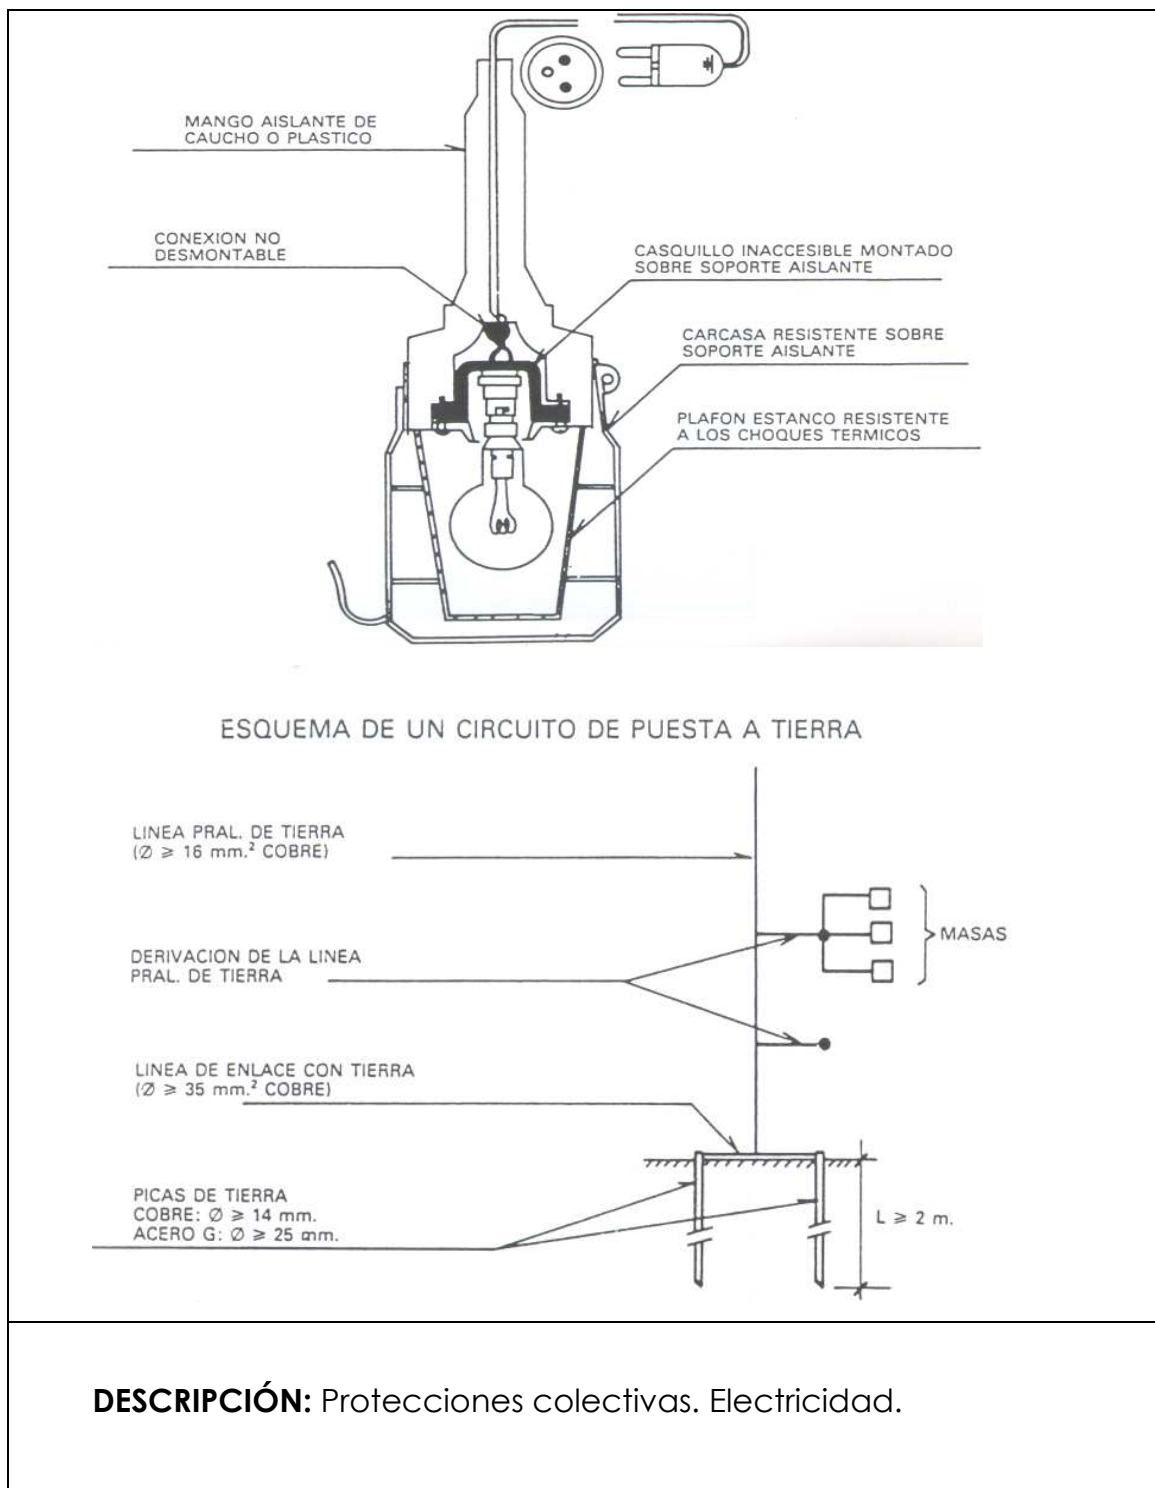 MANGO AISLANTE DE
CAUCHO O PLASTICO
CONEXION NO
DESMONTABLE
CASQUILLO INACCESIBLE MONTADO
SOBRE SOPORTE AISLANTE
CARCASA RESISTENTE SOBRE
SOPORTE AISLANTE
PLAFON ESTANCO RESISTENTE
A LOS CHOQUES TERMICOS
ESQUEMA DE UN CIRCUITO DE PUESTA A TIERRA
LINEA PRAL. DE TIERRA
(Ø ≥ 16 mm.² COBRE)
MASAS
DERIVACION DE LA LINEA
PRAL. DE TIERRA
LINEA DE ENLACE CON TIERRA
(Ø ≥ 35 mm.² COBRE)
PICAS DE TIERRA
COBRE: Ø ≥ 14 mm.
ACERO G: Ø ≥ 25 mm.
L ≥ 2 m.
DESCRIPCIÓN: Protecciones colectivas. Electricidad.